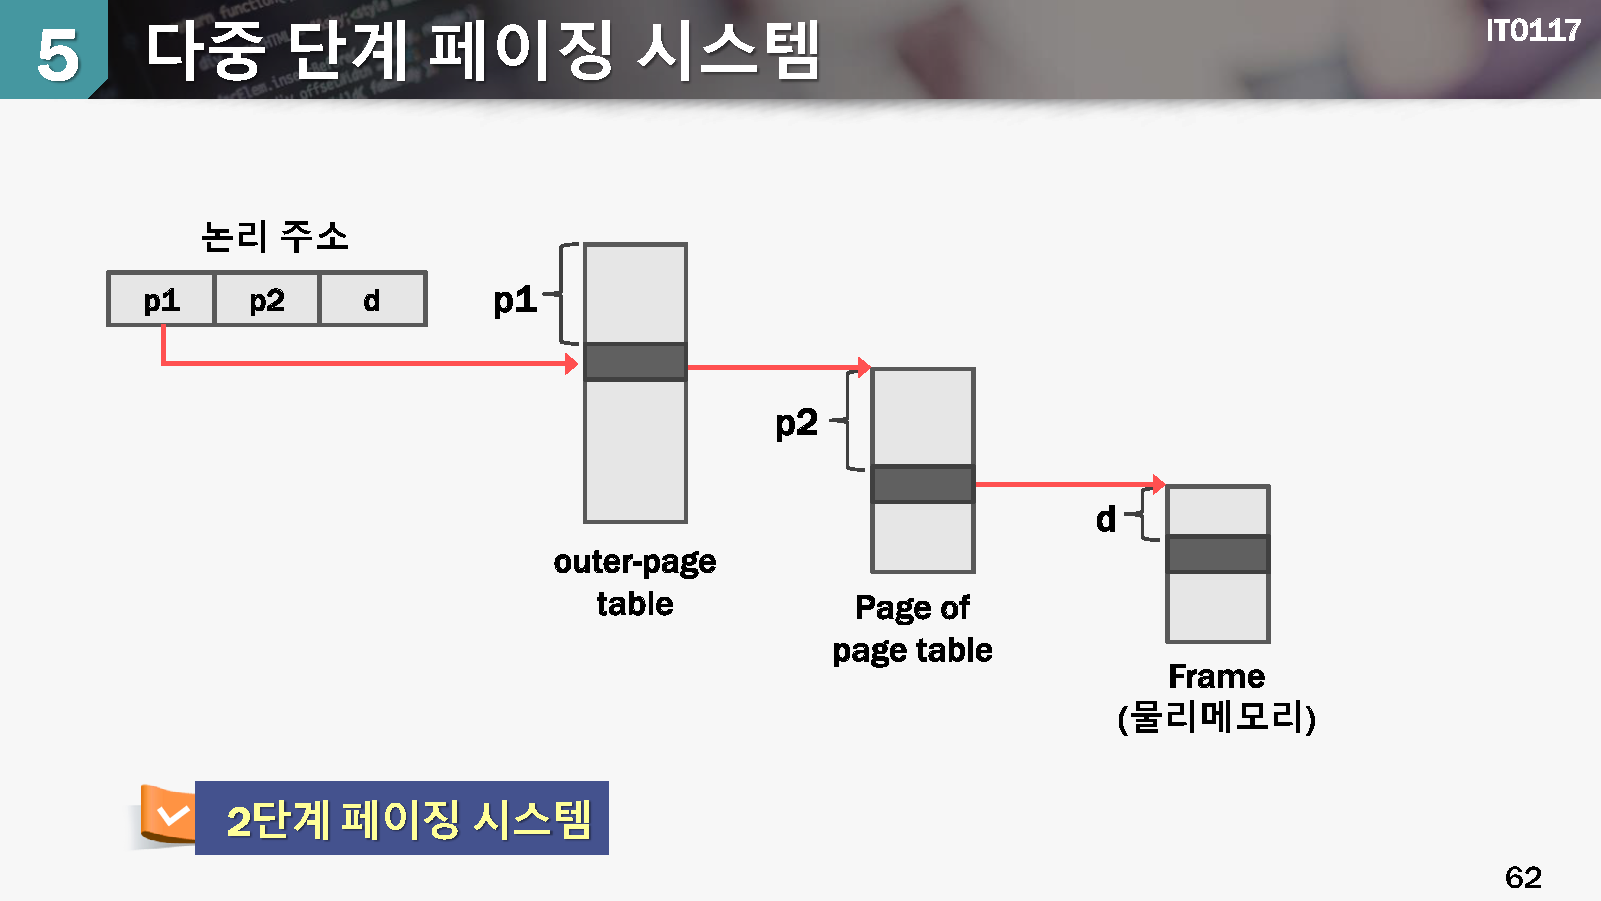 5
다중 단계 페이징 시스템
IT0117
논리 주소
p1 p2 d
p1
p2
d
outer-page
table
Page of
page table
Frame
(물리메모리)
2단계 페이징 시스템
62